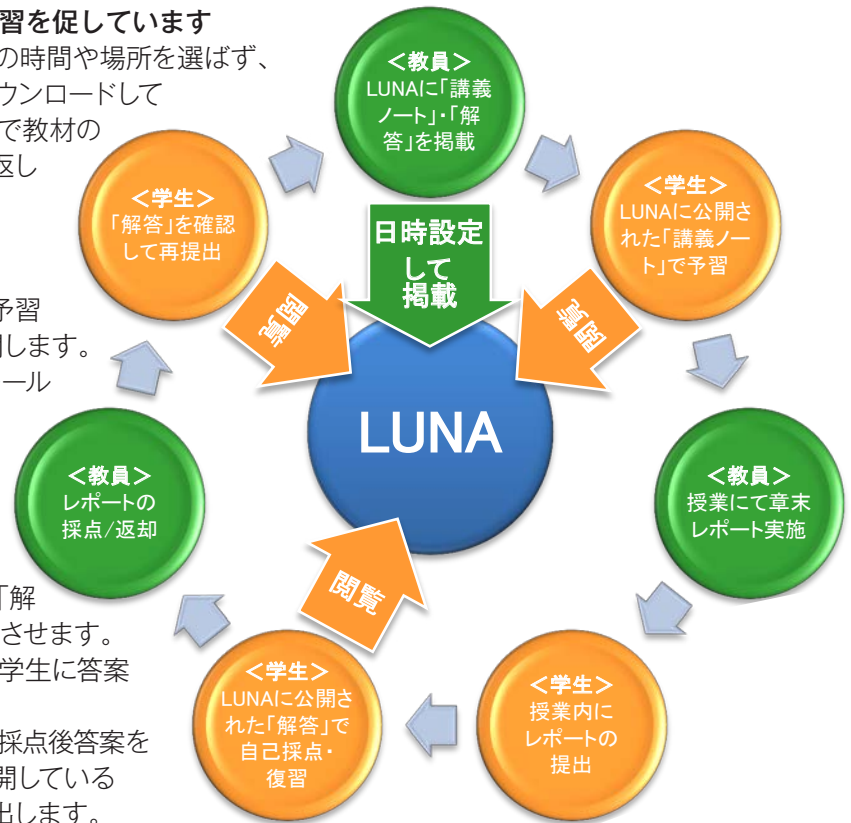 習を促しています
の時間や場所を選ばず、
ウンロードして
で教材の
返し
予習
引します。
ール
「解
させます。
学生に答案
採点後答案を
開している
出します。
<教員>
LUNAに「講義
ノート」・「解
答」を掲載
<学生>
LUNAに公開さ
れた「講義ノー
ト」で予習
<教員>
授業にて章末
レポート実施
<学生>
授業内に
レポートの
提出
<学生>
LUNAに公開さ
れた「解答」で
自己採点・
復習
<教員>
レポートの
採点/返却
<学生>
「解答」を確認
して再提出
日時設定
して
掲載
閲覧
閲覧
閲覧
LUNA